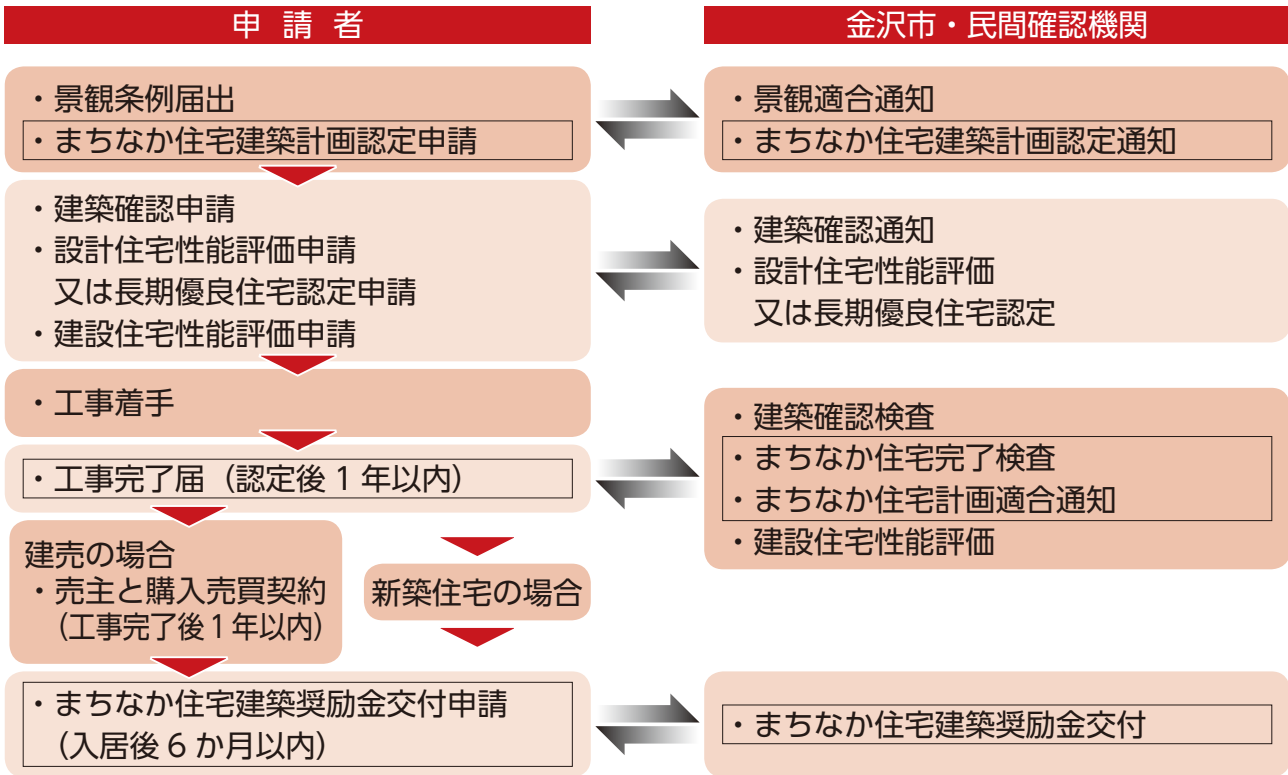 申請者
金沢市・民間確認機関
・景観条例届出
・まちなか住宅建築計画認定申請
・景観適合通知
・まちなか住宅建築計画認定通知
・建築確認申請
・設計住宅性能評価申請
又は長期優良住宅認定申請
・建設住宅性能評価申請
・建築確認通知
・設計住宅性能評価
又は長期優良住宅認定
・工事着手
・工事完了届（認定後1年以内）
・建築確認検査
・まちなか住宅完了検査
・まちなか住宅計画適合通知
・建設住宅性能評価
建売の場合
・売主と購入売買契約
（工事完了後1年以内）
新築住宅の場合
・まちなか住宅建築奨励金交付申請
（入居後6か月以内）
・まちなか住宅建築奨励金交付